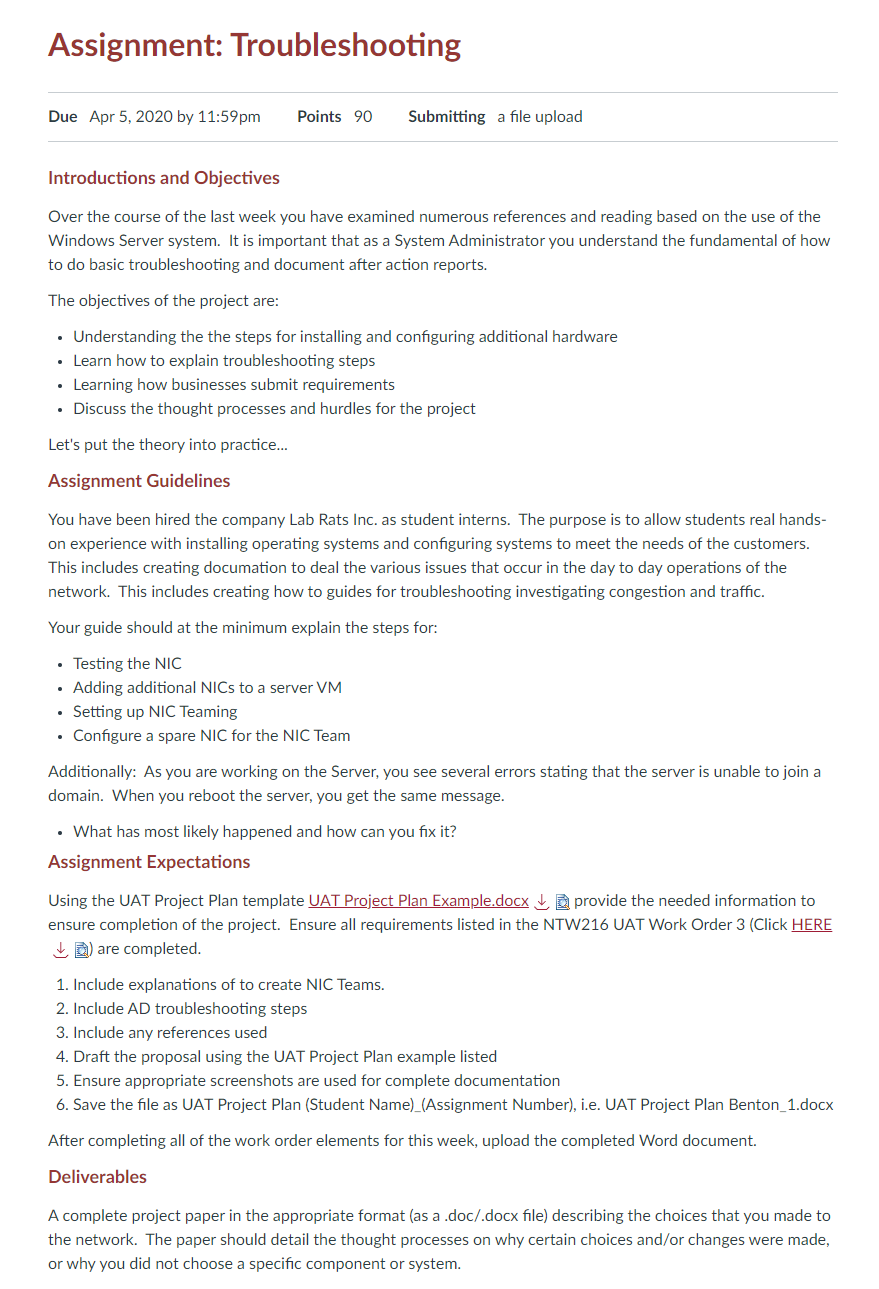 Assignment: Troubleshooting
Due Apr 5, 2020 by 11:59pm Points 90 Submitting a file upload
Introductions and Objectives
Over the course of the last week you have examined numerous references and reading based on the use of the
Windows Server system. It is important that as a System Administrator you understand the fundamental of how
to do basic troubleshooting and document after action reports.
The objectives of the project are:
• Understanding the the steps for installing and configuring additional hardware
• Learn how to explain troubleshooting steps
• Learning how businesses submit requirements
• Discuss the thought processes and hurdles for the project
Let's put the theory into practice...
Assignment Guidelines
You have been hired the company Lab Rats Inc. as student interns. The purpose is to allow students real hands-
on experience with installing operating systems and configuring systems to meet the needs of the customers.
This includes creating documation to deal the various issues that occur in the day to day operations of the
network. This includes creating how to guides for troubleshooting investigating congestion and traffic.
Your guide should at the minimum explain the steps for:
• Testing the NIC
• Adding additional NICs to a server VM
• Setting up NIC Teaming
• Configure a spare NIC for the NIC Team
Additionally: As you are working on the Server, you see several errors stating that the server is unable to join a
domain. When you reboot the server, you get the same message.
• What has most likely happened and how can you fix it?
Assignment Expectations
Using the UAT Project Plan template UAT Project Plan Example.docx provide the needed information to
ensure completion of the project. Ensure all requirements listed in the NTW216 UAT Work Order 3 (Click HERE
) are completed.
1. Include explanations of to create NIC Teams.
2. Include AD troubleshooting steps
3. Include any references used
4. Draft the proposal using the UAT Project Plan example listed
5. Ensure appropriate screenshots are used for complete documentation
6. Save the file as UAT Project Plan (Student Name)_(Assignment Number), i.e. UAT Project Plan Benton_1.docx
After completing all of the work order elements for this week, upload the completed Word document.
Deliverables
A complete project paper in the appropriate format (as a .doc/.docx file) describing the choices that you made to
the network. The paper should detail the thought processes on why certain choices and/or changes were made,
or why you did not choose a specific component or system.